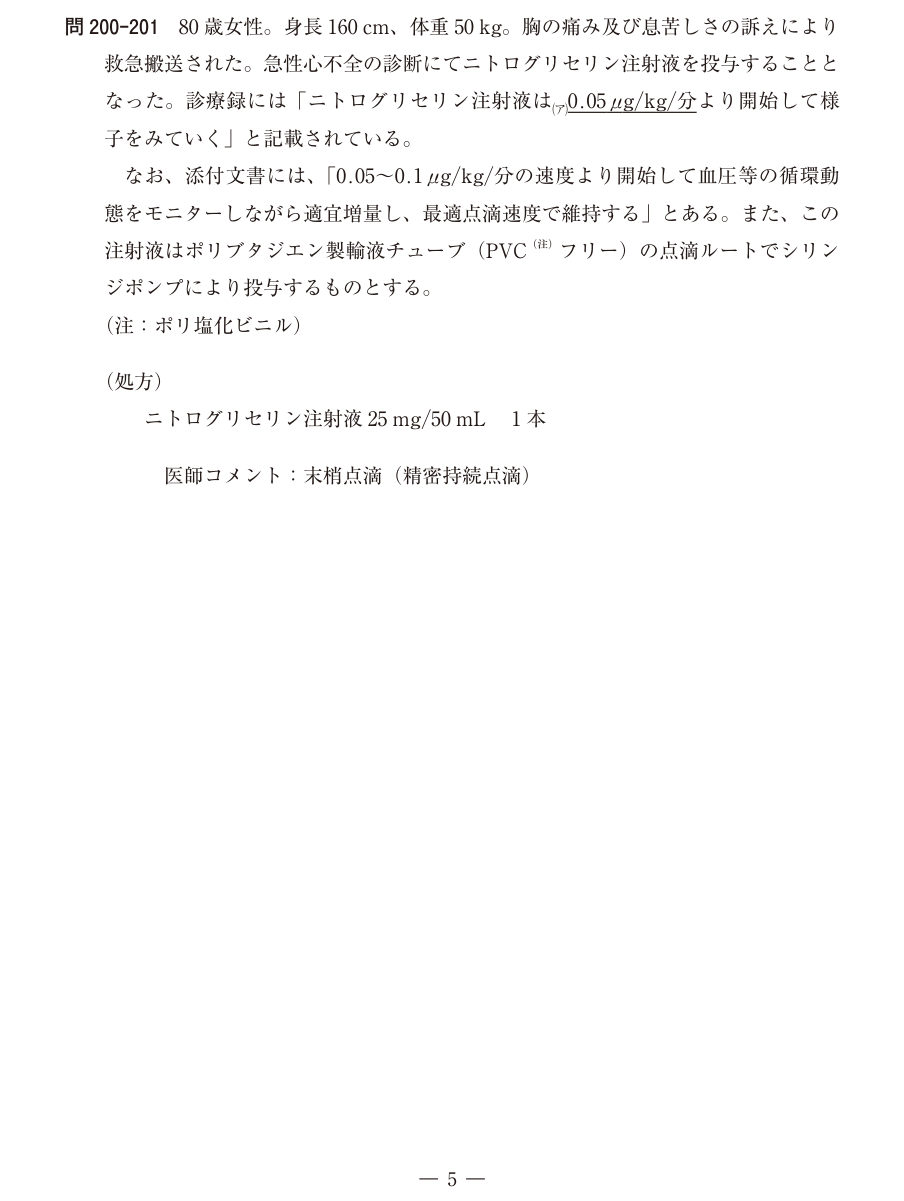 問 200-201 80 歳女性。身長 160 cm、体重 50 kg。胸の痛み及び息苦しさの訴えにより
救急搬送された。急性心不全の診断にてニトログリセリン注射液を投与することと
なった。診療録には「ニトログリセリン注射液は(ア)0.05 μg/kg/分より開始して様
子をみていく」と記載されている。
なお、添付文書には、「0.05〜0.1 μg/kg/分の速度より開始して血圧等の循環動
態をモニターしながら適宜増量し、最適点滴速度で維持する」とある。また、この
注射液はポリブタジエン製輸液チューブ（PVC（注）フリー）の点滴ルートでシリン
ジポンプにより投与するものとする。
（注：ポリ塩化ビニル）
（処方）
ニトログリセリン注射液 25 mg/50 mL 1 本
医師コメント：末梢点滴（精密持続点滴）
— 5 —